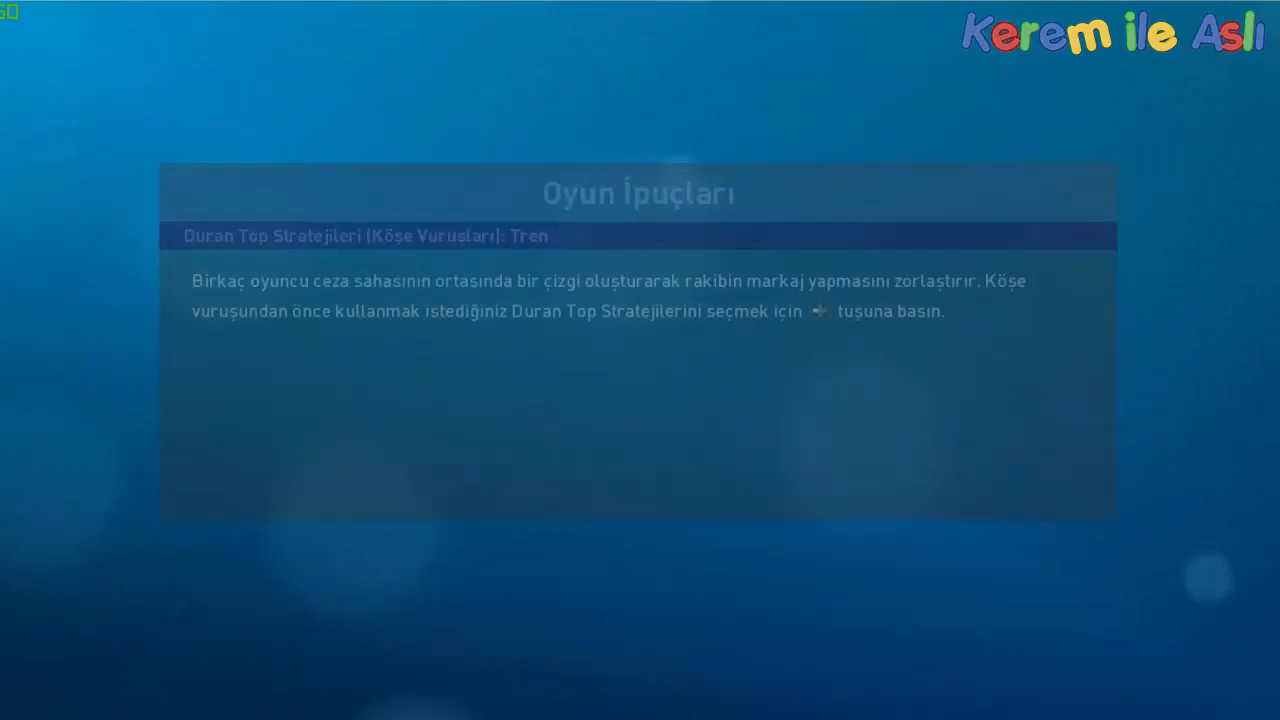 60
Kerem ile Aslı
Oyun İpuçları
Duran Top Stratejileri (Köşe Vuruşları): Tren
Birkaç oyuncu ceza sahasının ortasında bir çizgi oluşturarak rakibin markaj yapmasını zorlaştırır. Köşe
vuruşundan önce kullanmak istediğiniz Duran Top Stratejilerini seçmek için tuşuna basın.